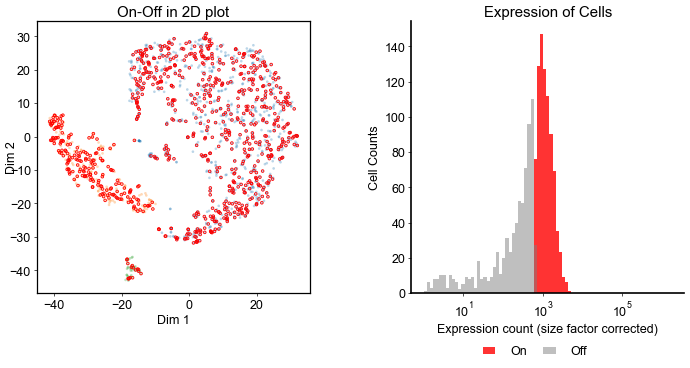 On-Off in 2D plot
30
20
10
0
−10
−20
−30
−40
Dim 2
−40
−20
0
20
Dim 1
Expression of Cells
140
120
100
80
60
40
20
0
Cell Counts
10^1
10^3
10^5
Expression count (size factor corrected)
On
Off